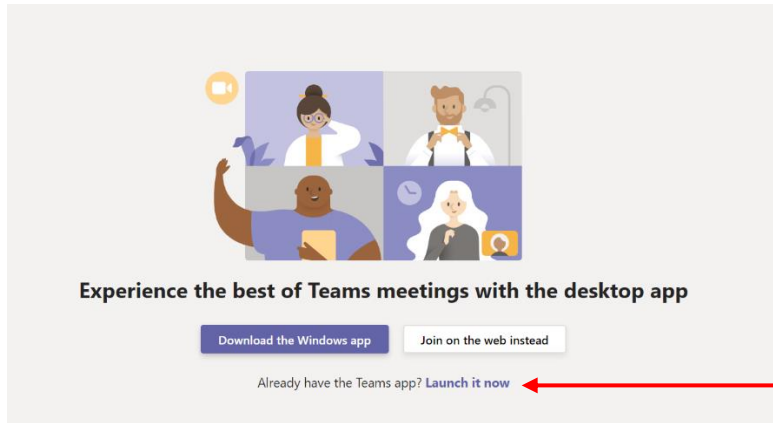 Experience the best of Teams meetings with the desktop app
Download the Windows app
Join on the web instead
Already have the Teams app? Launch it now